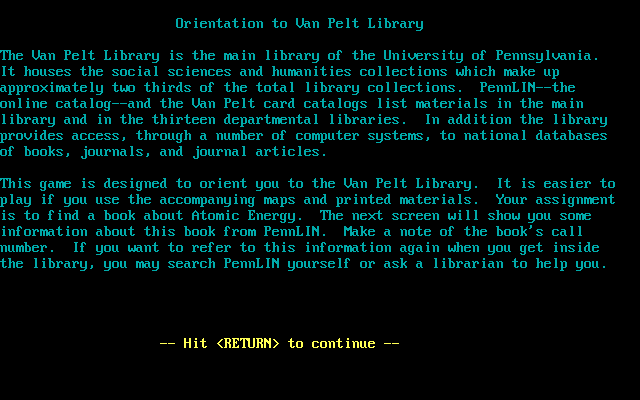 Orientation to Van Pelt Library
The Van Pelt Library is the main library of the University of Pennsylvania.
It houses the social sciences and humanities collections which make up
approximately two thirds of the total library collections.  PennLIN--the
online catalog--and the Van Pelt card catalogs list materials in the main
library and in the thirteen departmental libraries.  In addition the library
provides access, through a number of computer systems, to national databases
of books, journals, and journal articles.
This game is designed to orient you to the Van Pelt Library.  It is easier to
play if you use the accompanying maps and printed materials.  Your assignment
is to find a book about Atomic Energy.  The next screen will show you some
information about this book from PennLIN.  Make a note of the book's call
number.  If you want to refer to this information again when you get inside
the library, you may search PennLIN yourself or ask a librarian to help you.
-- Hit <RETURN> to continue --